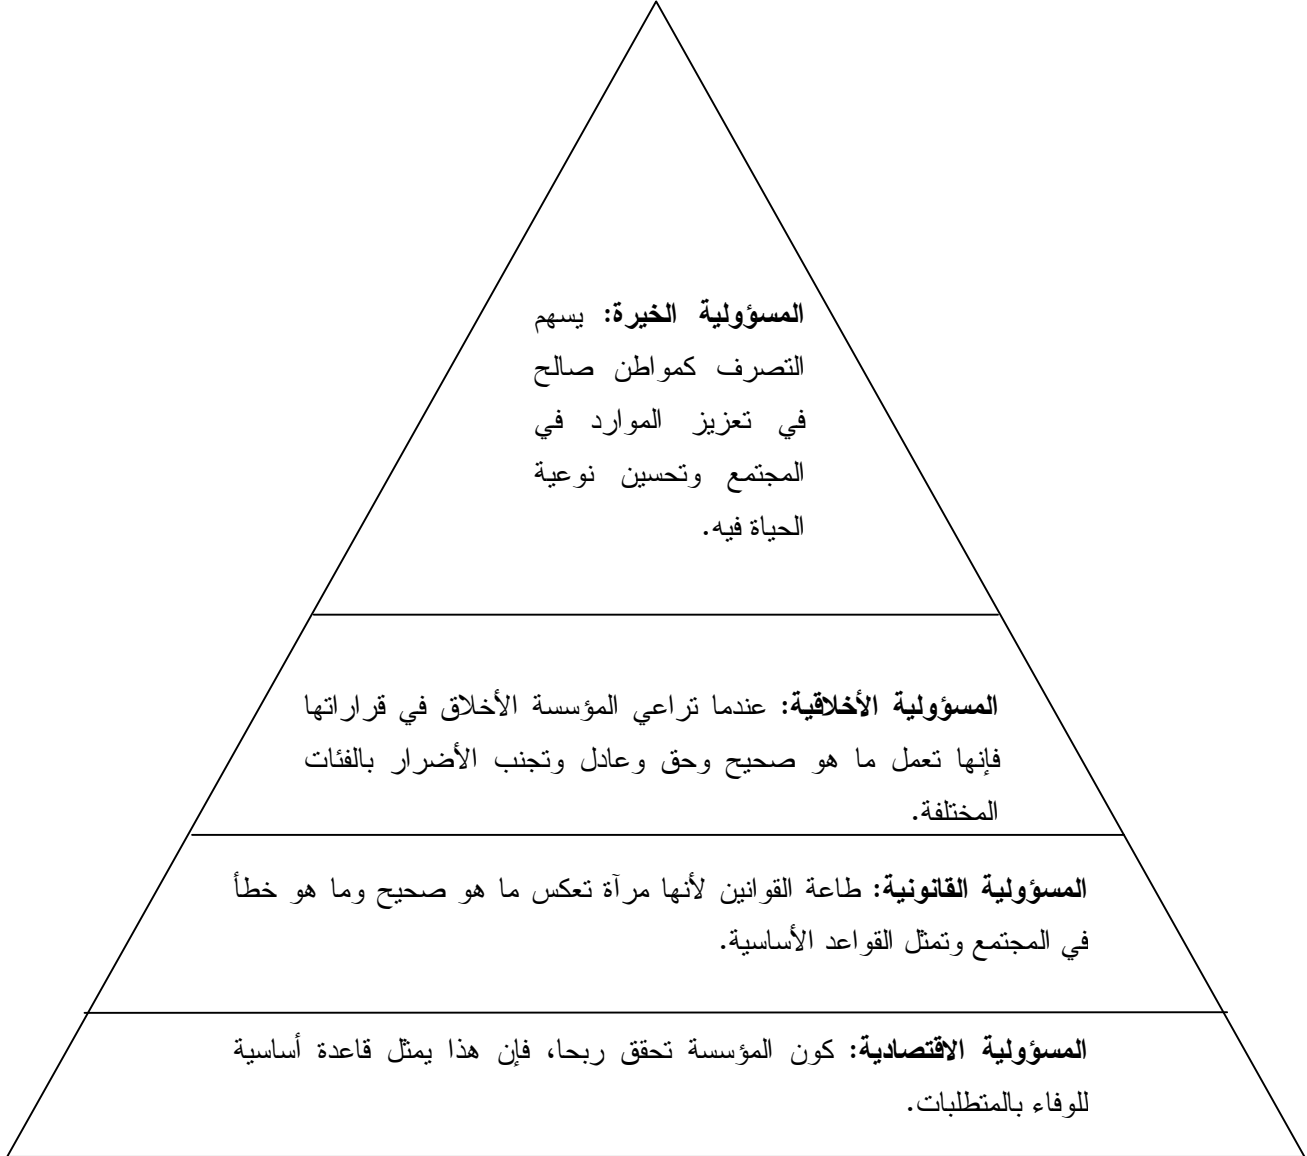 المسؤولية الخيرة: يسهم
التصرف كمواطن صالح
في تعزيز الموارد في
المجتمع وتحسين نوعية
الحياة فيه.
المسؤولية الأخلاقية: عندما تراعي المؤسسة الأخلاق في قراراتها
فإنها تعمل ما هو صحيح وحق وعادل وتجنب الأضرار بالفئات
المختلفة.
المسؤولية القانونية: طاعة القوانين لأنها مرآة تعكس ما هو صحيح وما هو خطأ
في المجتمع وتمثل القواعد الأساسية.
المسؤولية الاقتصادية: كون المؤسسة تحقق ربحا، فإن هذا يمثل قاعدة أساسية
للوفاء بالمتطلبات.